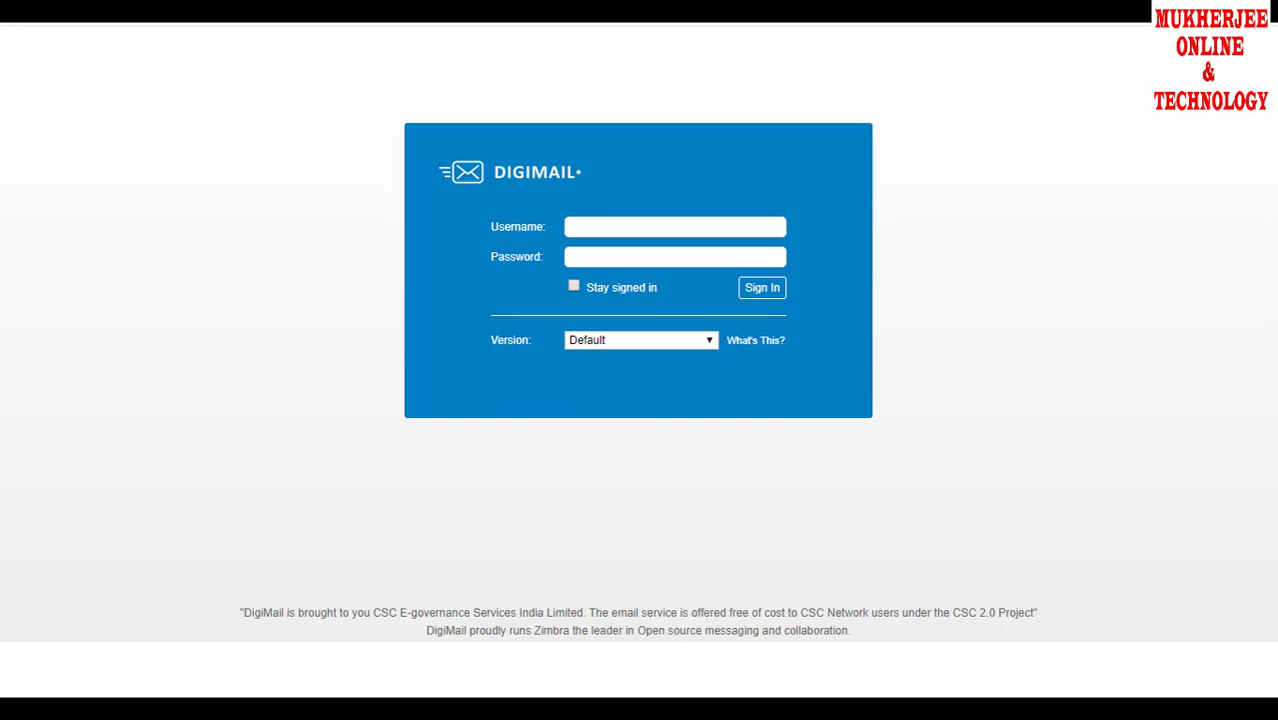 MUKHERJEE
ONLINE
&
TECHNOLOGY
DIGIMAIL
Username:
Password:
Stay signed in
Sign In
Version:
Default
What's This?
"DigiMail is brought to you CSC E-governance Services India Limited. The email service is offered free of cost to CSC Network users under the CSC 2.0 Project"
DigiMail proudly runs Zimbra the leader in Open source messaging and collaboration.